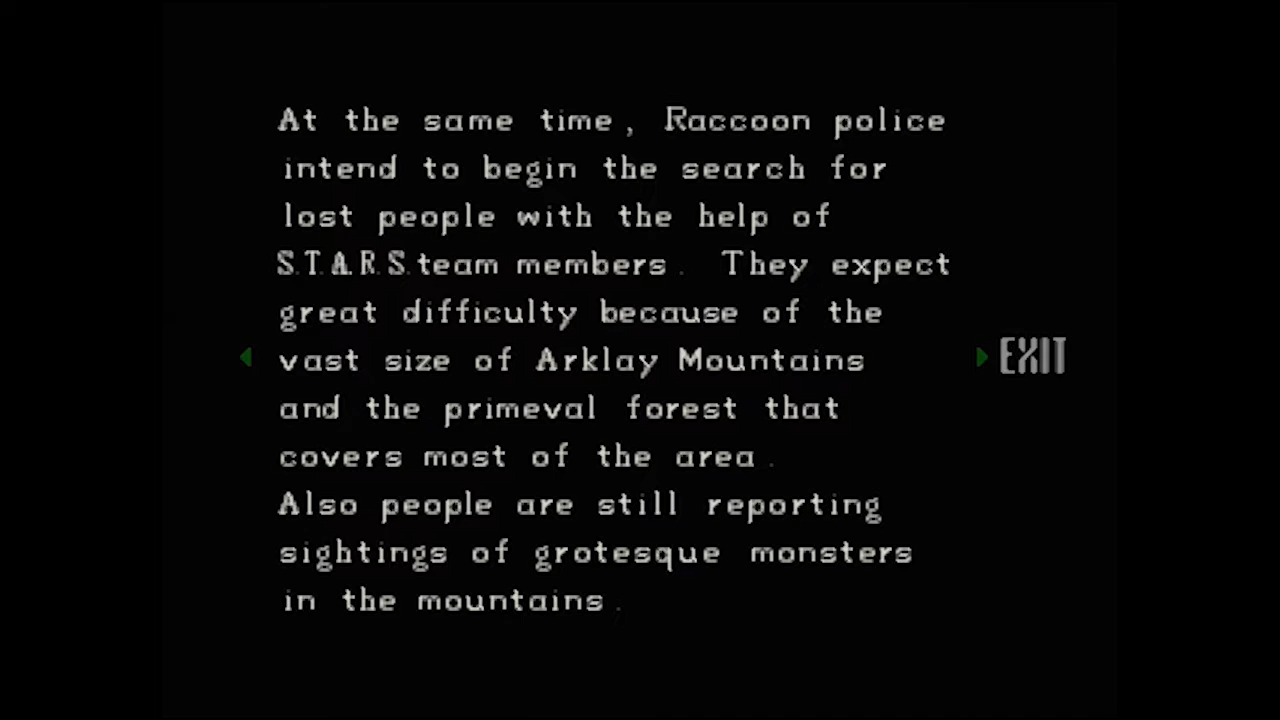 At the same time, Raccoon police
intend to begin the search for
lost people with the help of
S.T.A.R.S. team members. They expect
great difficulty because of the
vast size of Arklay Mountains
EXIT
and the primeval forest that
covers most of the area.
Also people are still reporting
sightings of grotesque monsters
in the mountains.